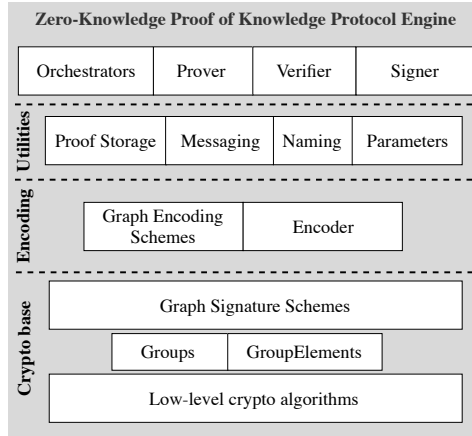 Zero-Knowledge Proof of Knowledge Protocol Engine
Orchestrators Prover Verifier Signer
Utilities
Proof Storage Messaging Naming Parameters
Encoding
Graph Encoding
Schemes
Encoder
Crypto base
Graph Signature Schemes
Groups GroupElements
Low-level crypto algorithms